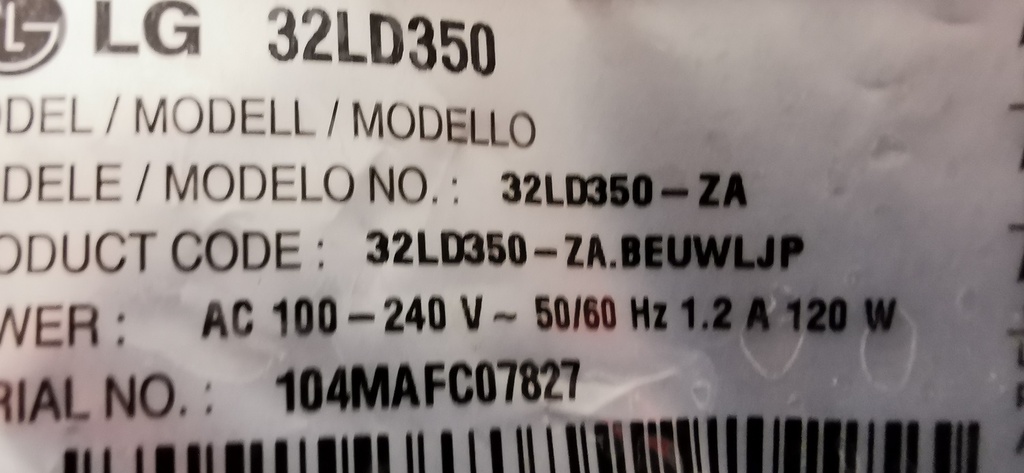 LG 32LD350
DEL / MODELL / MODELLO
DELE / MODELO NO. : 32LD350-ZA
ODUCT CODE : 32LD350-ZA.BEUWLJP
WER : AC 100-240 V~ 50/60 Hz 1.2 A 120 W
RIAL NO. : 104MAFC07827